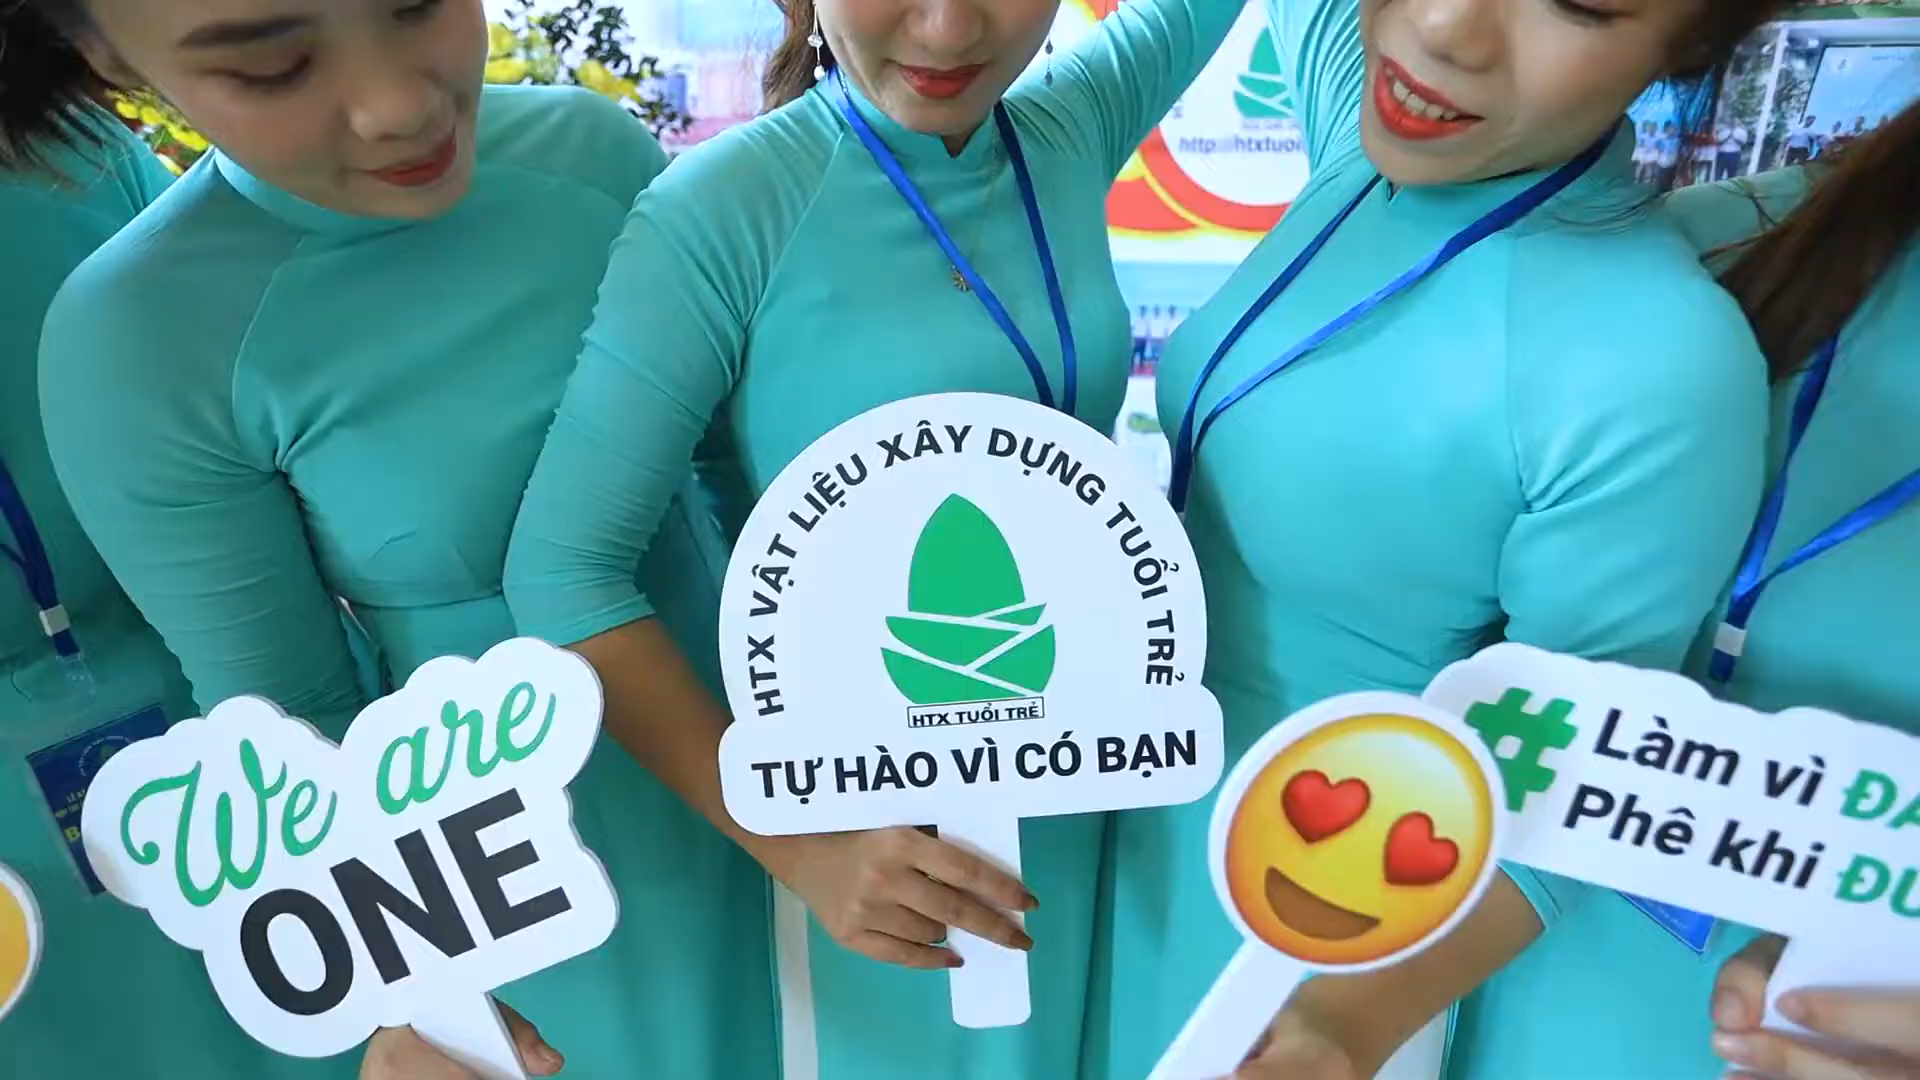 http://htxtuoi
HTX VẬT LIỆU XÂY DỰNG TUỔI TRẺ
HTX TUỔI TRẺ
TỰ HÀO VÌ CÓ BẠN
We are
ONE
# Làm vì
Phê khi